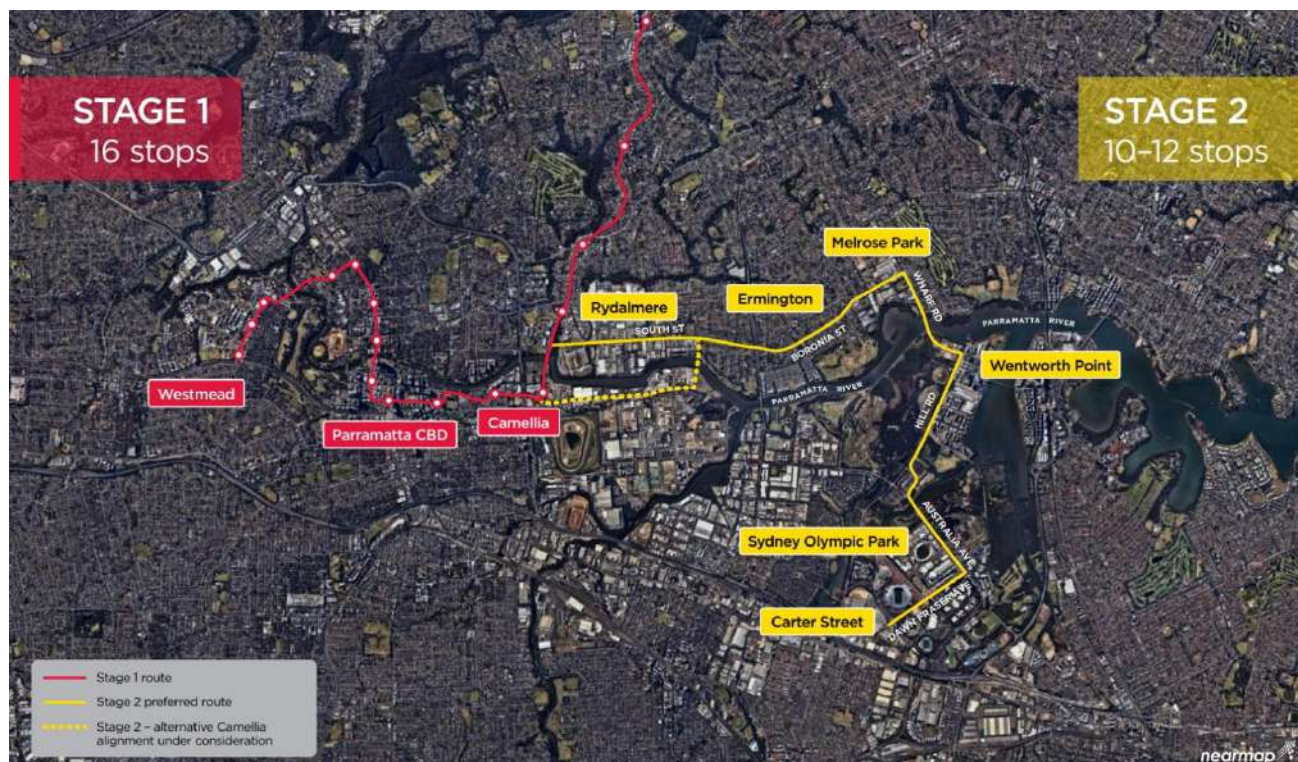 STAGE 1
16 stops
STAGE 2
10–12 stops
Melrose Park
Ermington
Rydalmere
WHARF RD
SOUTH ST
BORONIA ST
PARRAMATTA RIVER
Wentworth Point
Westmead
PARRAMATTA RIVER
Camellia
Parramatta CBD
HILL RD
AUSTRALIA AVE
Sydney Olympic Park
Carter Street
DAWN FRASER AVE
Stage 1 route
Stage 2 preferred route
Stage 2 – alternative Camellia
alignment under consideration
nearmap